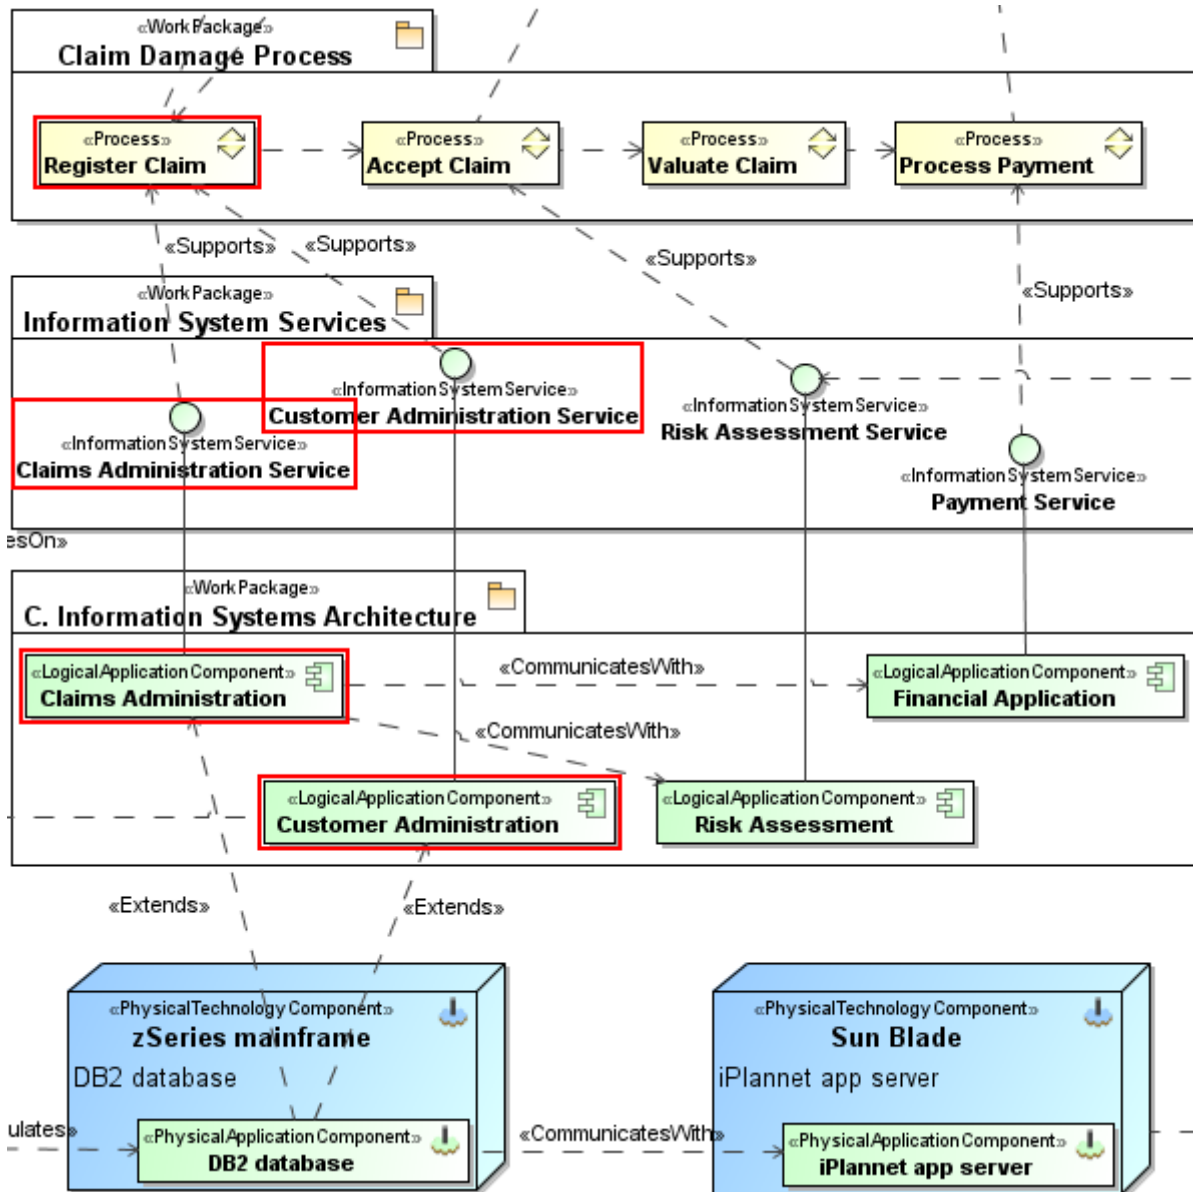 «WorkPackage»
Claim Damage Process
«Process»
Register Claim
«Process»
Accept Claim
«Process»
Valuate Claim
«Process»
Process Payment
«Supports»
«Supports»
«Supports»
«Supports»
«WorkPackage»
Information System Services
«InformationSystemService»
Customer Administration Service
«InformationSystemService»
Risk Assessment Service
«InformationSystemService»
Claims Administration Service
«InformationSystemService»
Payment Service
esOn»
«WorkPackage»
C. Information Systems Architecture
«LogicalApplicationComponent»
Claims Administration
«CommunicatesWith»
«LogicalApplicationComponent»
Financial Application
«CommunicatesWith»
«LogicalApplicationComponent»
Customer Administration
«LogicalApplicationComponent»
Risk Assessment
«Extends»
«Extends»
«PhysicalTechnologyComponent»
zSeries mainframe
DB2 database
«PhysicalTechnologyComponent»
Sun Blade
iPlannet app server
ulates»
«PhysicalApplicationComponent»
DB2 database
«CommunicatesWith»
«PhysicalApplicationComponent»
iPlannet app server